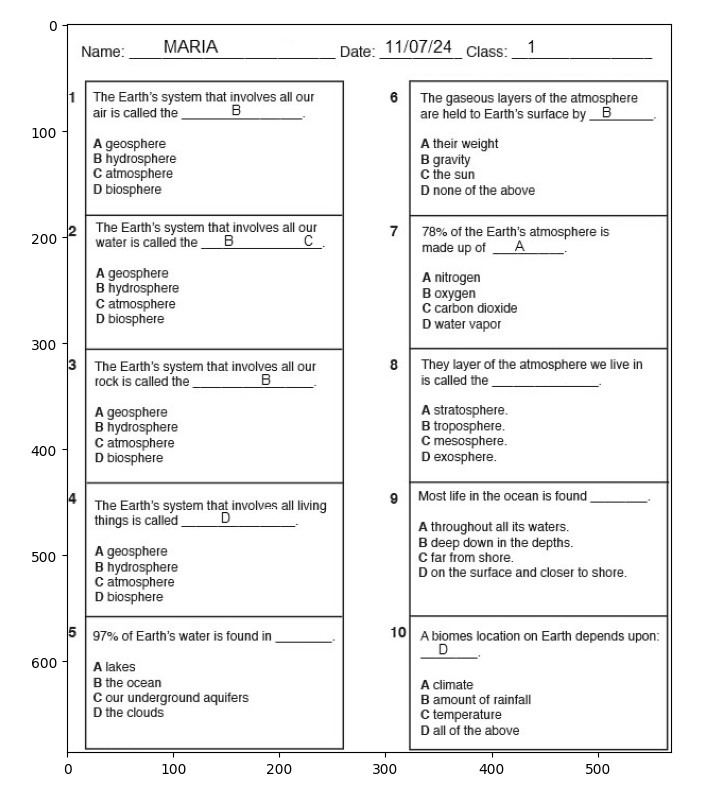 Name: ____MARIA____ Date: 11/07/24 Class: __1__
1 The Earth's system that involves all our
air is called the ____B____.
A geosphere
B hydrosphere
C atmosphere
D biosphere
2 The Earth's system that involves all our
water is called the __B____C_.
A geosphere
B hydrosphere
C atmosphere
D biosphere
3 The Earth's system that involves all our
rock is called the ____B____.
A geosphere
B hydrosphere
C atmosphere
D biosphere
4 The Earth's system that involves all living
things is called ____D____.
A geosphere
B hydrosphere
C atmosphere
D biosphere
5 97% of Earth's water is found in ________.
A lakes
B the ocean
C our underground aquifers
D the clouds
6 The gaseous layers of the atmosphere
are held to Earth's surface by __B____.
A their weight
B gravity
C the sun
D none of the above
7 78% of the Earth's atmosphere is
made up of ___A___.
A nitrogen
B oxygen
C carbon dioxide
D water vapor
8 They layer of the atmosphere we live in
is called the _______________.
A stratosphere.
B troposphere.
C mesosphere.
D exosphere.
9 Most life in the ocean is found ________.
A throughout all its waters.
B deep down in the depths.
C far from shore.
D on the surface and closer to shore.
10 A biomes location on Earth depends upon:
__D__.
A climate
B amount of rainfall
C temperature
D all of the above
0
100
200
300
400
500
600
0 100 200 300 400 500